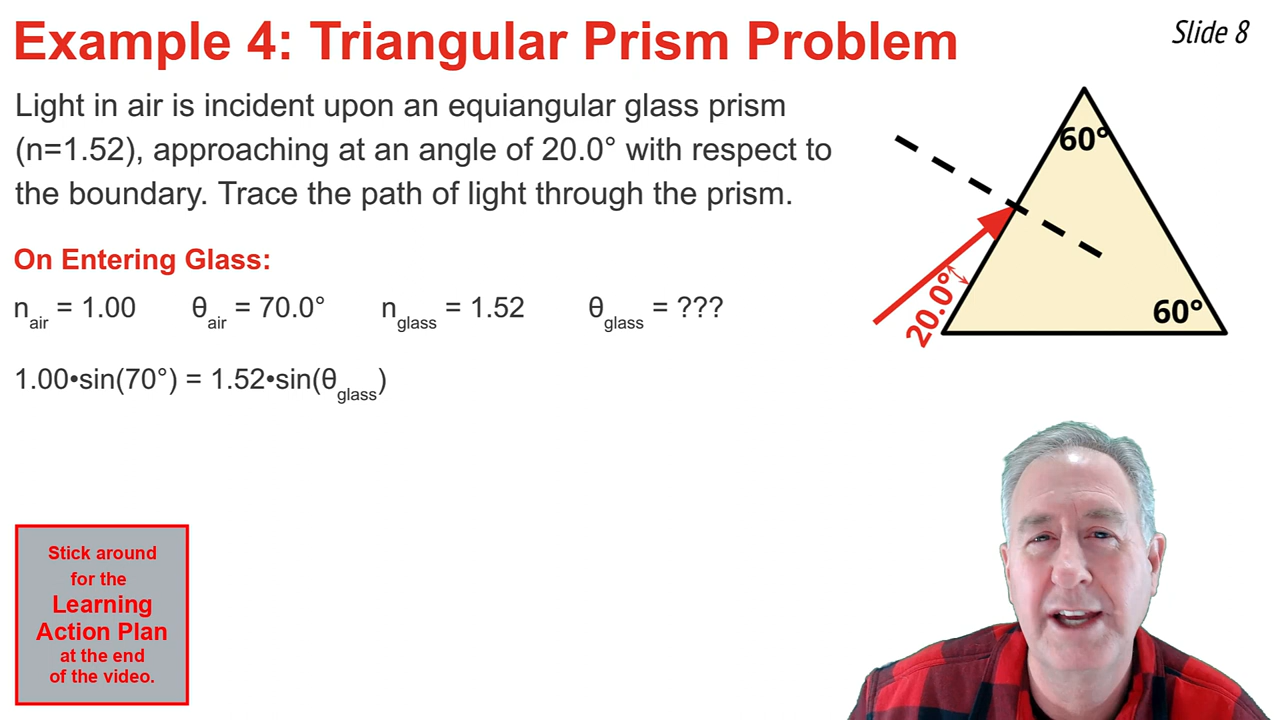 Example 4: Triangular Prism Problem
Slide 8
Light in air is incident upon an equiangular glass prism
(n=1.52), approaching at an angle of 20.0° with respect to
the boundary. Trace the path of light through the prism.
60°
20.0°
60°
On Entering Glass:
n_air = 1.00 θ_air = 70.0° n_glass = 1.52 θ_glass = ???
1.00•sin(70°) = 1.52•sin(θ_glass)
Stick around
for the
Learning
Action Plan
at the end
of the video.